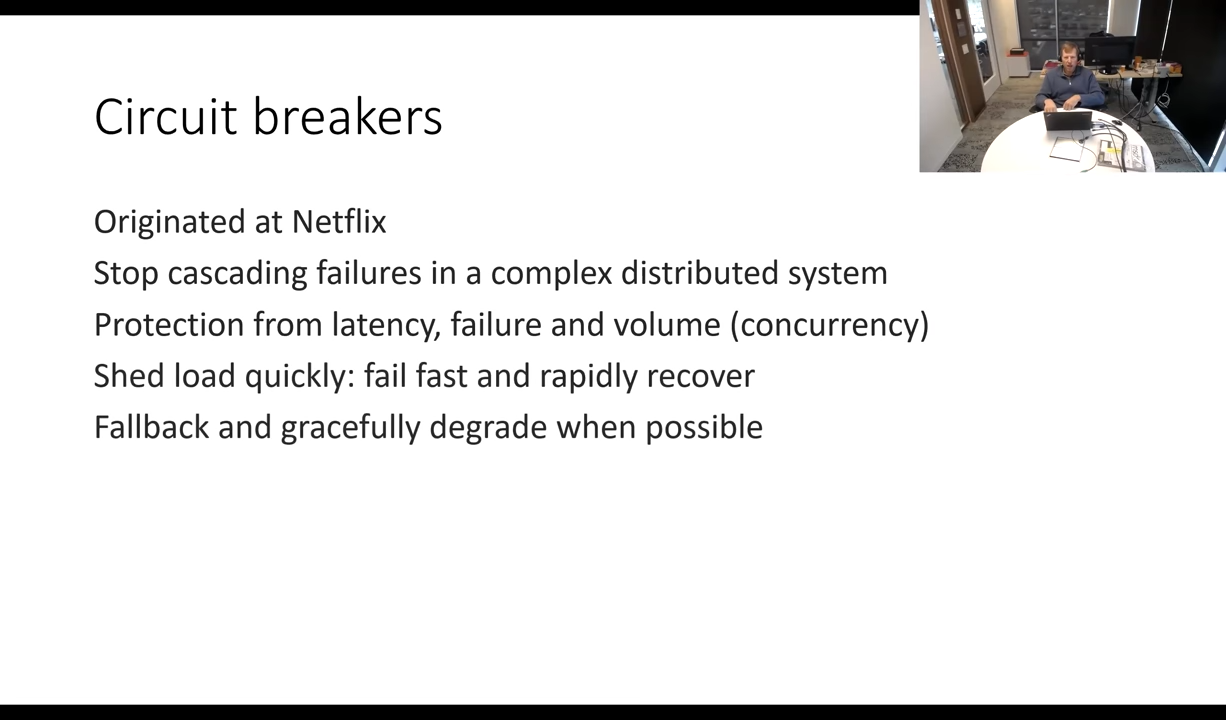 Circuit breakers
Originated at Netflix
Stop cascading failures in a complex distributed system
Protection from latency, failure and volume (concurrency)
Shed load quickly: fail fast and rapidly recover
Fallback and gracefully degrade when possible